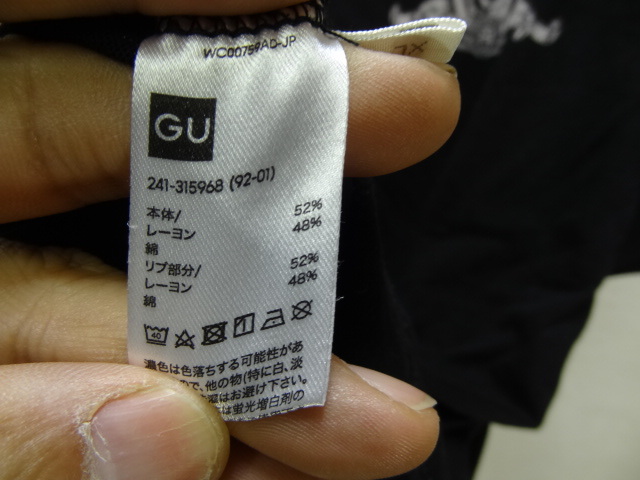 WC00759AD-JP
GU
241-315968 (92-01)
本体/
レーヨン 52%
綿 48%
リブ部分/
レーヨン 52%
綿 48%
40
濃色は色落ちする可能性があ
で、他の物(特に白、淡
はお避け下さい。
は蛍光増白剤の